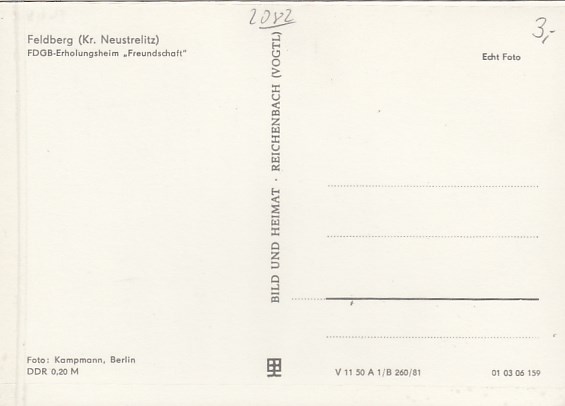 2082
3,-
Feldberg (Kr. Neustrelitz)
FDGB-Erholungsheim „Freundschaft"
Echt Foto
BILD UND HEIMAT · REICHENBACH (VOGTL)
Foto: Kampmann, Berlin
DDR 0,20 M
V 11 50 A 1/B 260/81
01 03 06 159